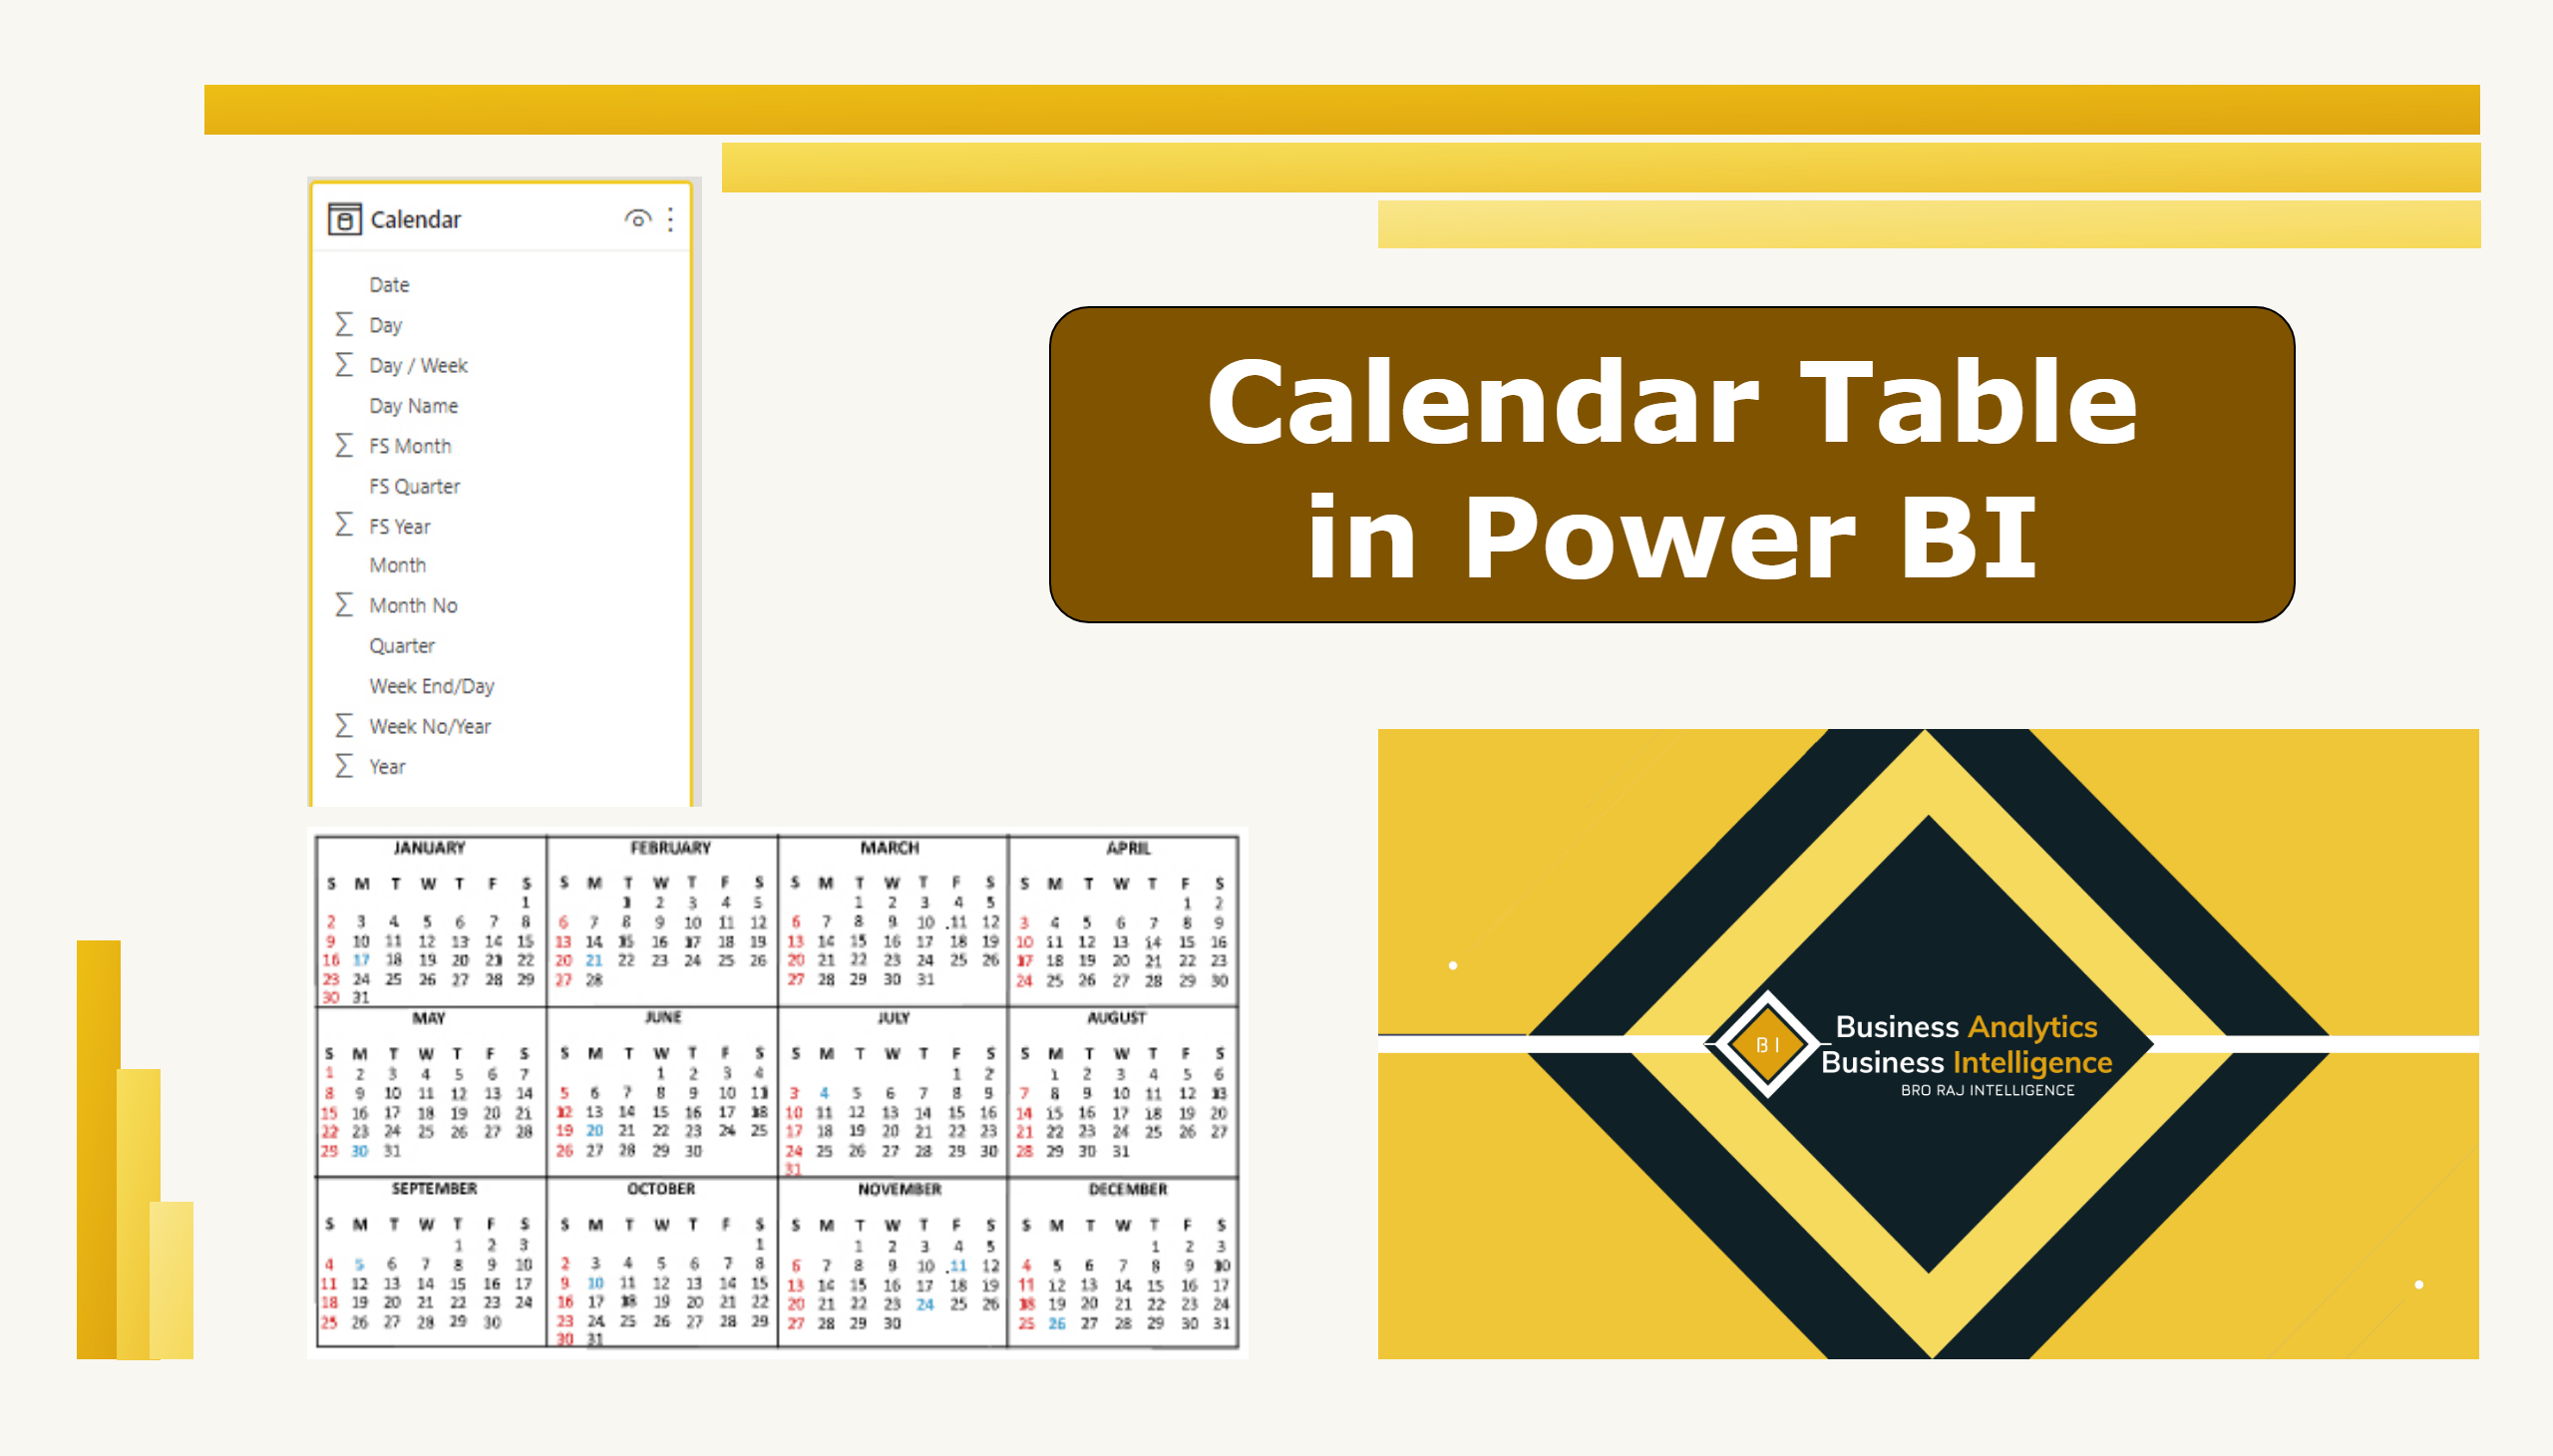 Calendar
Date
Σ Day
Σ Day / Week
Day Name
Σ FS Month
FS Quarter
Σ FS Year
Month
Σ Month No
Quarter
Week End/Day
Σ Week No/Year
Σ Year
Calendar Table
in Power BI
JANUARY
S M T W T F S
1
2 3 4 5 6 7 8
9 10 11 12 13 14 15
16 17 18 19 20 21 22
23 24 25 26 27 28 29
30 31
FEBRUARY
S M T W T F S
1 2 3 4 5
6 7 8 9 10 11 12
13 14 15 16 17 18 19
20 21 22 23 24 25 26
27 28
MARCH
S M T W T F S
1 2 3 4 5
6 7 8 9 10 11 12
13 14 15 16 17 18 19
20 21 22 23 24 25 26
27 28 29 30 31
APRIL
S M T W T F S
1 2
3 4 5 6 7 8 9
10 11 12 13 14 15 16
17 18 19 20 21 22 23
24 25 26 27 28 29 30
MAY
S M T W T F S
1 2 3 4 5 6 7
8 9 10 11 12 13 14
15 16 17 18 19 20 21
22 23 24 25 26 27 28
29 30 31
JUNE
S M T W T F S
1 2 3 4
5 6 7 8 9 10 11
12 13 14 15 16 17 18
19 20 21 22 23 24 25
26 27 28 29 30
JULY
S M T W T F S
1 2
3 4 5 6 7 8 9
10 11 12 13 14 15 16
17 18 19 20 21 22 23
24 25 26 27 28 29 30
31
AUGUST
S M T W T F S
1 2 3 4 5 6
7 8 9 10 11 12 13
14 15 16 17 18 19 20
21 22 23 24 25 26 27
28 29 30 31
SEPTEMBER
S M T W T F S
1 2 3
4 5 6 7 8 9 10
11 12 13 14 15 16 17
18 19 20 21 22 23 24
25 26 27 28 29 30
OCTOBER
S M T W T F S
1
2 3 4 5 6 7 8
9 10 11 12 13 14 15
16 17 18 19 20 21 22
23 24 25 26 27 28 29
30 31
NOVEMBER
S M T W T F S
1 2 3 4 5
6 7 8 9 10 11 12
13 14 15 16 17 18 19
20 21 22 23 24 25 26
27 28 29 30
DECEMBER
S M T W T F S
1 2 3
4 5 6 7 8 9 10
11 12 13 14 15 16 17
18 19 20 21 22 23 24
25 26 27 28 29 30 31
B I
Business Analytics
Business Intelligence
BRO RAJ INTELLIGENCE